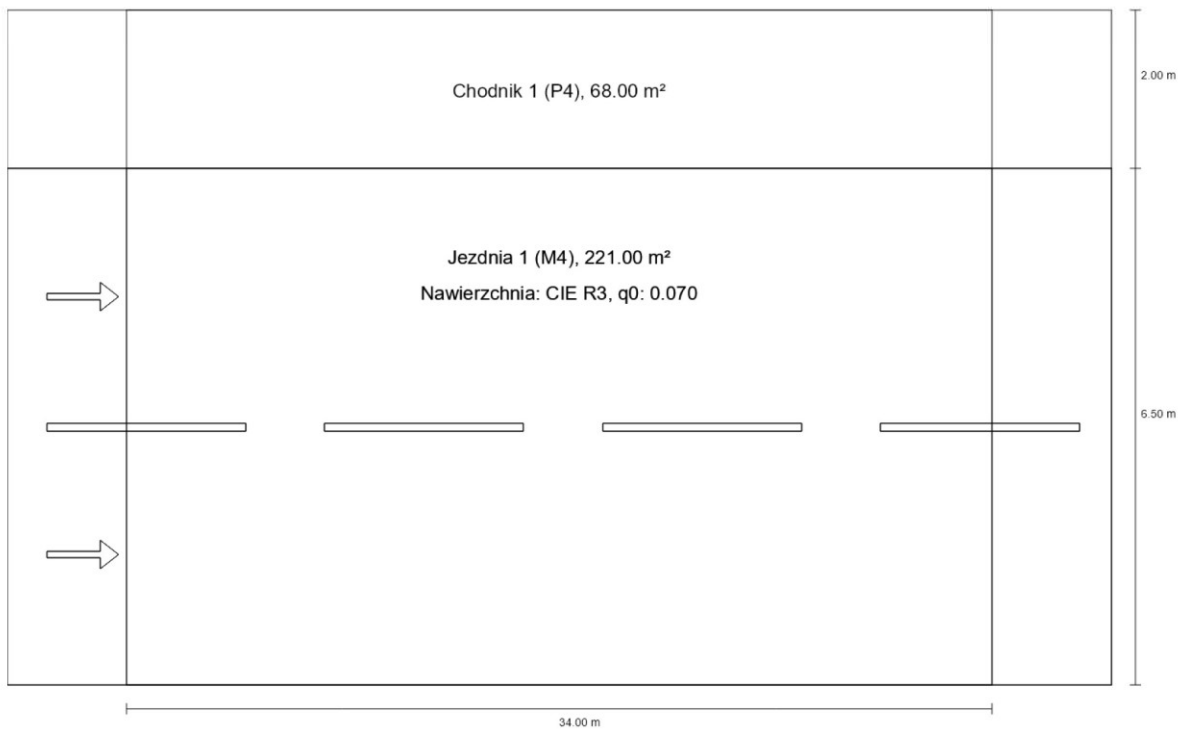 Chodnik 1 (P4), 68.00 m²
2.00 m
Jezdnia 1 (M4), 221.00 m²
Nawierzchnia: CIE R3, q0: 0.070
6.50 m
34.00 m